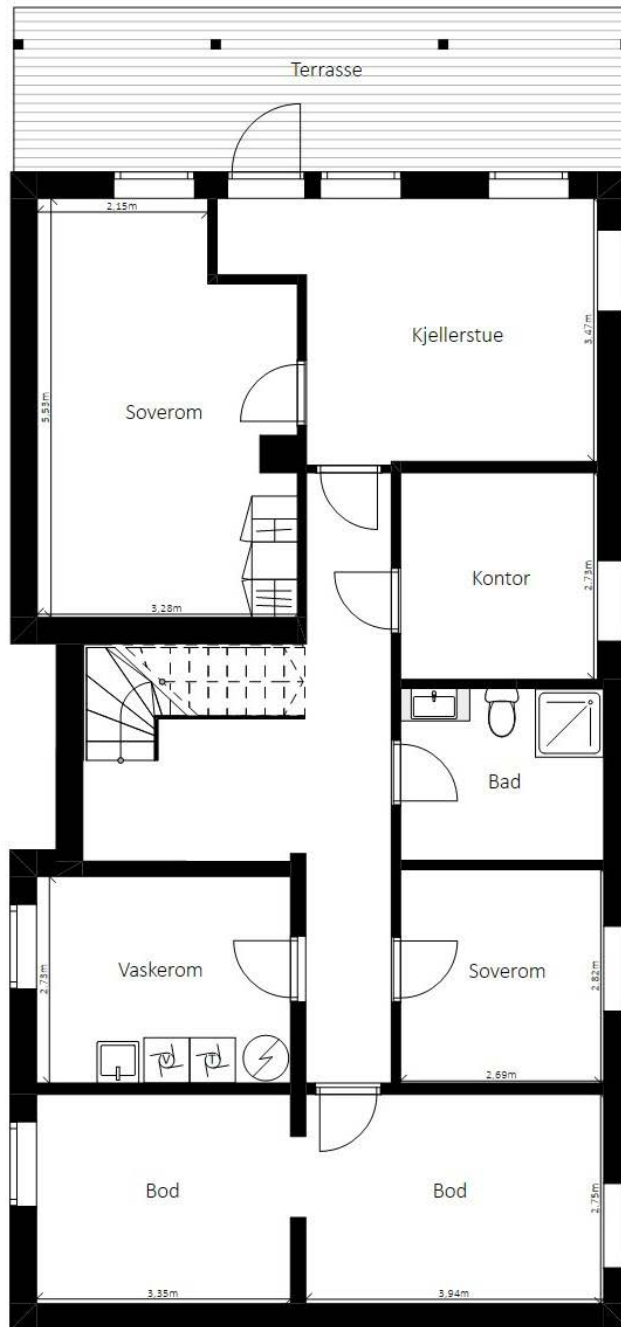 Terrasse
2,15m
Kjellerstue
3,47m
5,53m
Soverom
Kontor
2,73m
3,28m
Bad
Vaskerom
2,73m
Soverom
2,82m
V
T
2,69m
Bod
Bod
2,75m
3,35m
3,94m